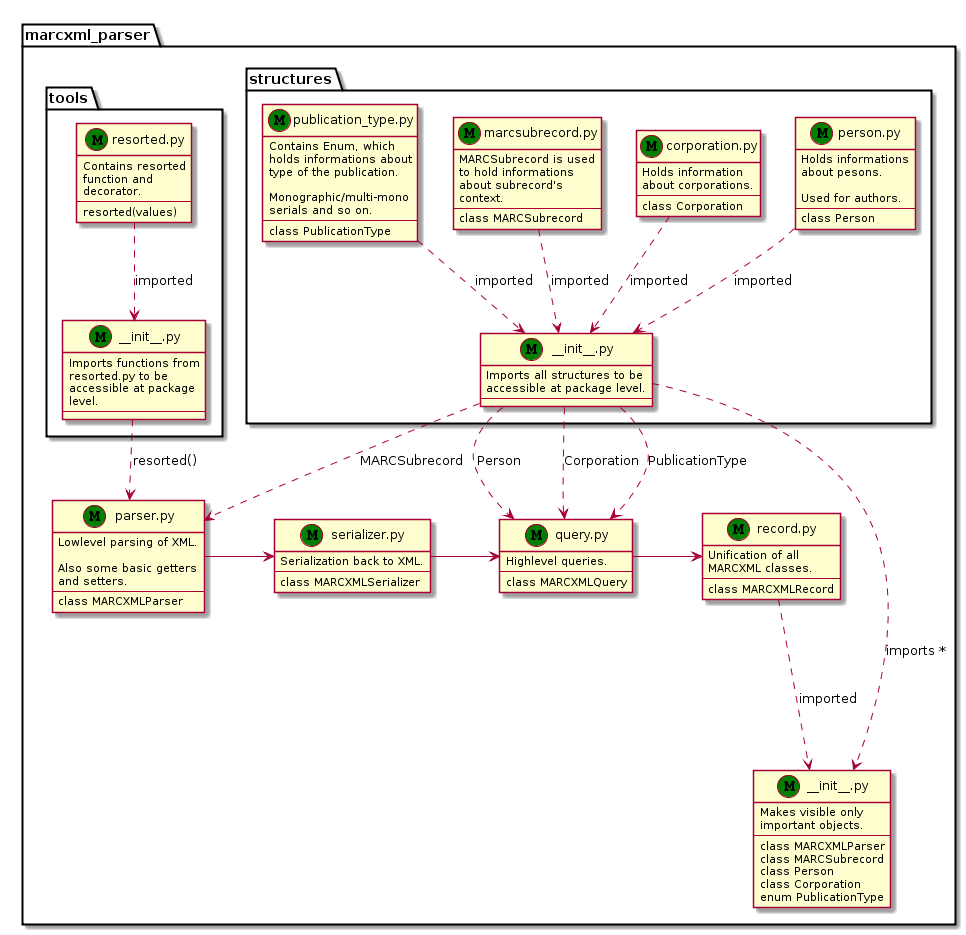 marcxml_parser
tools
M resorted.py
Contains resorted
function and
decorator.
resorted(values)
imported
M __init__.py
Imports functions from
resorted.py to be
accessible at package
level.
resorted()
structures
M publication_type.py
Contains Enum, which
holds informations about
type of the publication.
Monographic/multi-mono
serials and so on.
class PublicationType
M marcsubrecord.py
MARCSubrecord is used
to hold informations
about subrecord's
context.
class MARCSubrecord
M corporation.py
Holds information
about corporations.
class Corporation
M person.py
Holds informations
about pesons.
Used for authors.
class Person
imported
imported
imported
imported
M __init__.py
Imports all structures to be
accessible at package level.
MARCSubrecord
Person
Corporation
PublicationType
M parser.py
Lowlevel parsing of XML.
Also some basic getters
and setters.
class MARCXMLParser
M serializer.py
Serialization back to XML.
class MARCXMLSerializer
M query.py
Highlevel queries.
class MARCXMLQuery
M record.py
Unification of all
MARCXML classes.
class MARCXMLRecord
imports *
imported
M __init__.py
Makes visible only
important objects.
class MARCXMLParser
class MARCSubrecord
class Person
class Corporation
enum PublicationType